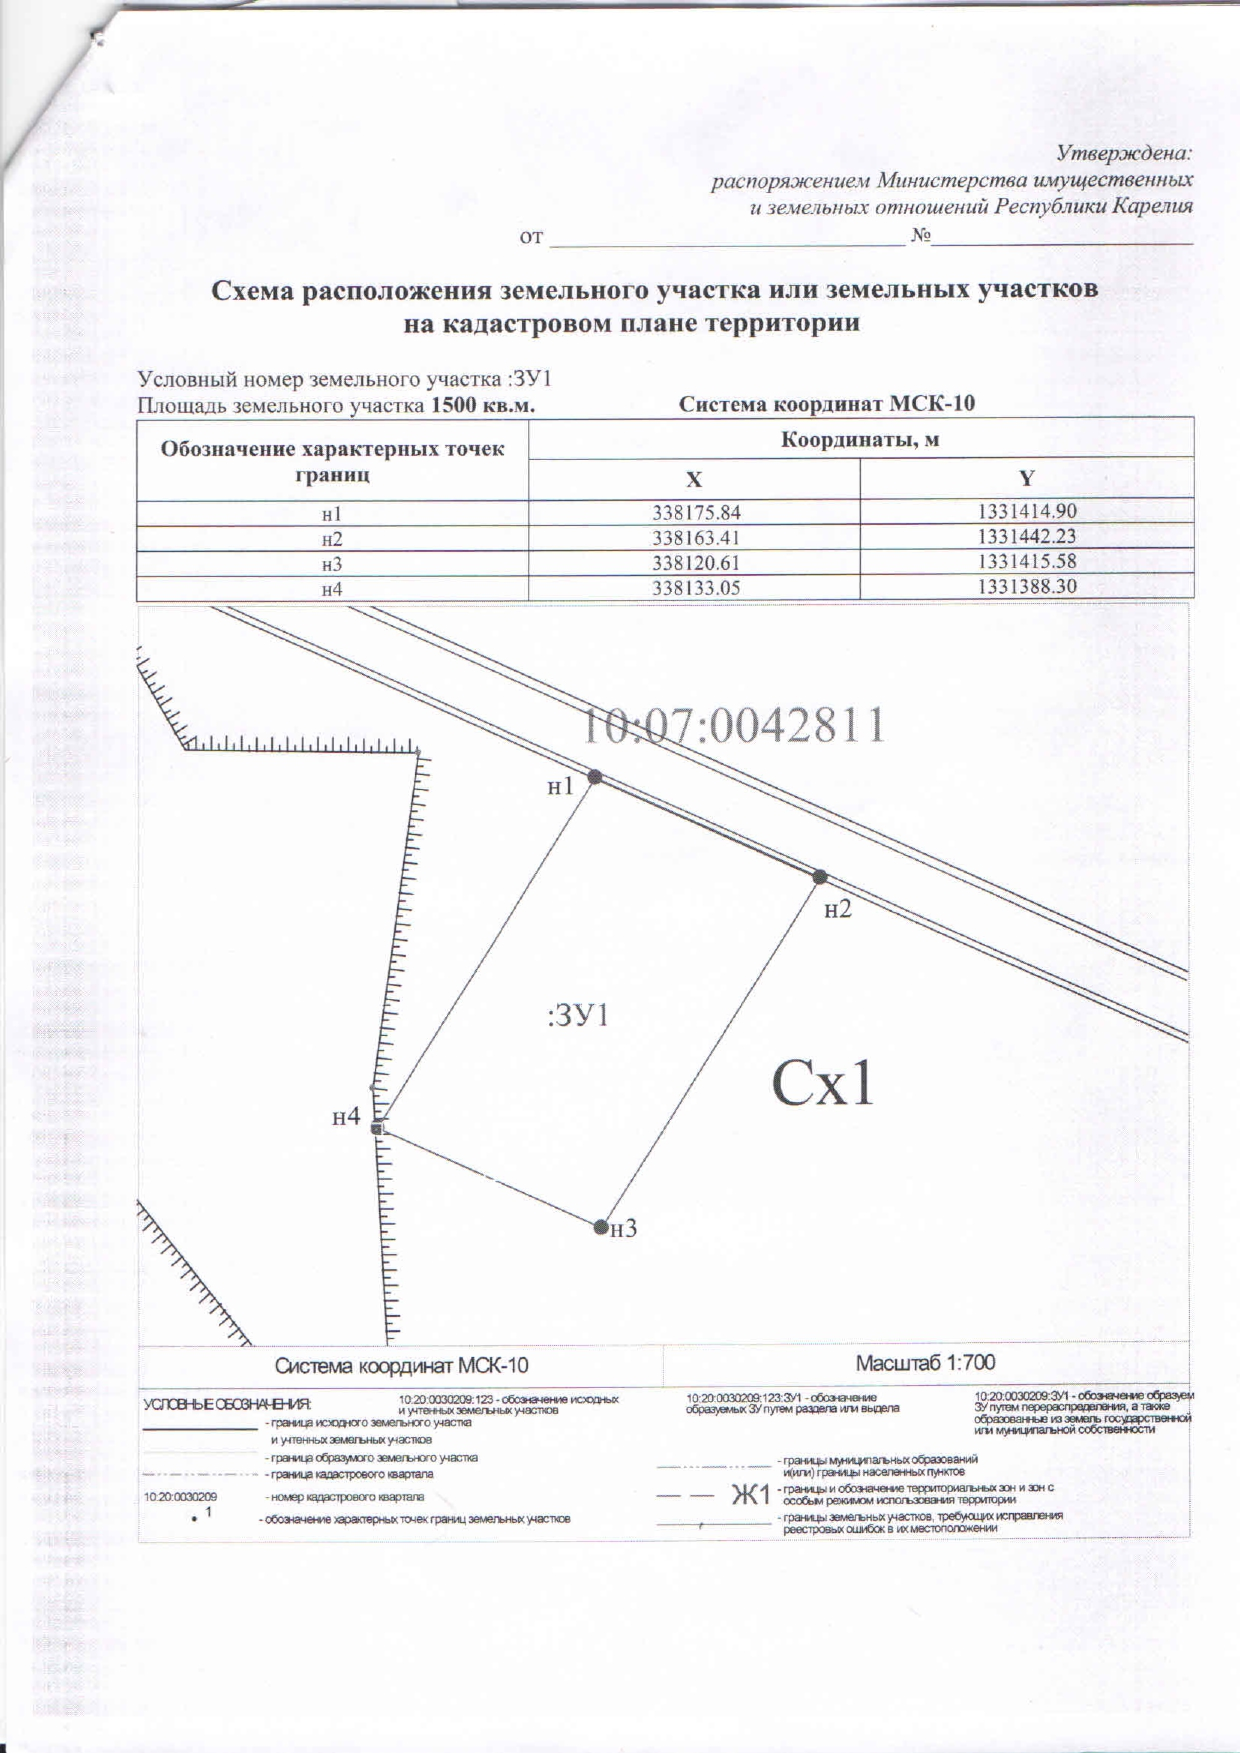 Утверждена:
распоряжением Министерства имущественных
и земельных отношений Республики Карелия
от ____________ № ____________
Схема расположения земельного участка или земельных участков
на кадастровом плане территории
Условный номер земельного участка :ЗУ1
Площадь земельного участка 1500 кв.м. Система координат МСК-10
Обозначение характерных точек границ Координаты, м
X Y
н1 338175.84 1331414.90
н2 338163.41 1331442.23
н3 338120.61 1331415.58
н4 338133.05 1331388.30
10:07:0042811
н1
н2
:ЗУ1
Сх1
н4
н3
Система координат МСК-10 Масштаб 1:700
УСЛОВНЫЕ ОБОЗНАЧЕНИЯ:
- граница исходного земельного участка
и учтенных земельных участков
- граница образумого земельного участка
- граница кадастрового квартала
10:20:0030209 - номер кадастрового квартала
1 - обозначение характерных точек границ земельных участков
10:20:0030209:123 - обозначение исходных
и учтенных земельных участков
10:20:0030209:123:ЗУ1 - обозначение
образуемых ЗУ путем раздела или выдела
10:20:0030209:ЗУ1 - обозначение образуем
ЗУ путем перераспределения, а также
образованные из земель государственной
или муниципальной собственности
- границы муниципальных образований
и(или) границы населенных пунктов
Ж1 - границы и обозначение территориальных зон и зон с
особым режимом использования территории
- границы земельных участков, требующих исправления
реестровых ошибок в их местоположении